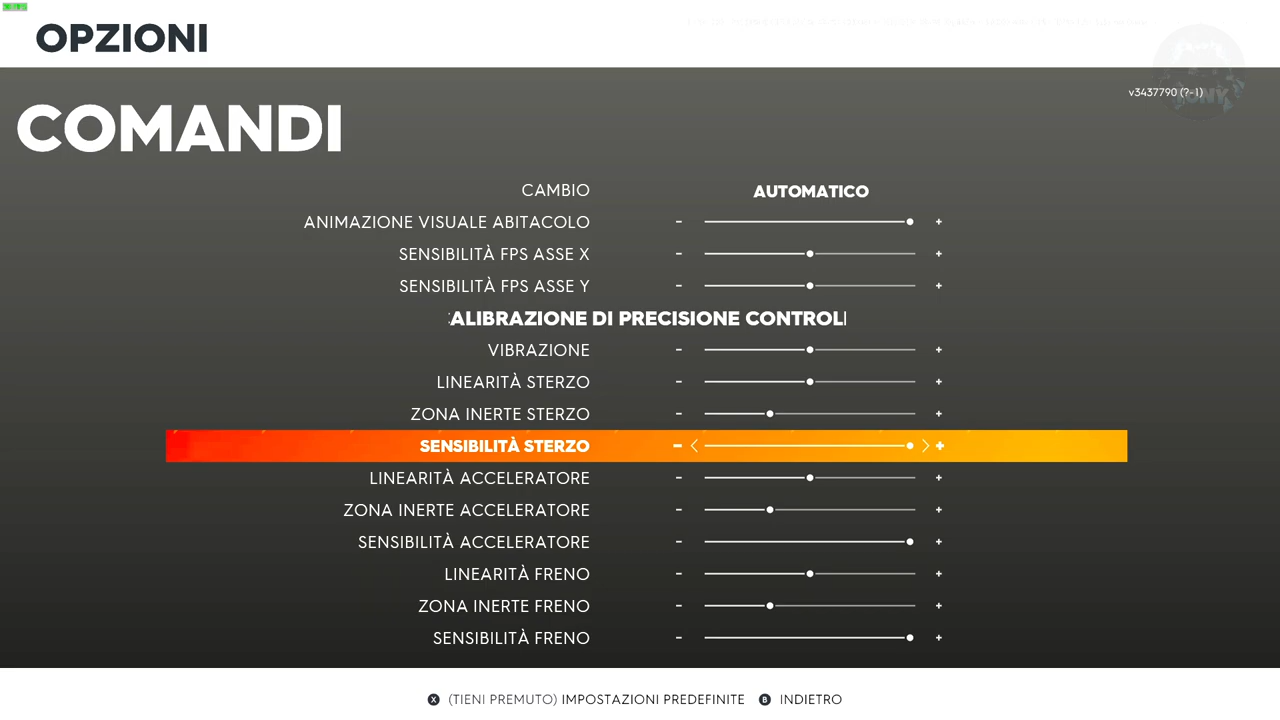 OPZIONI
v3437790 (?-1)
COMANDI
CAMBIO AUTOMATICO
ANIMAZIONE VISUALE ABITACOLO - +
SENSIBILITÀ FPS ASSE X - +
SENSIBILITÀ FPS ASSE Y - +
ALIBRAZIONE DI PRECISIONE CONTROL
VIBRAZIONE - +
LINEARITÀ STERZO - +
ZONA INERTE STERZO - +
SENSIBILITÀ STERZO - < > +
LINEARITÀ ACCELERATORE - +
ZONA INERTE ACCELERATORE - +
SENSIBILITÀ ACCELERATORE - +
LINEARITÀ FRENO - +
ZONA INERTE FRENO - +
SENSIBILITÀ FRENO - +
X (TIENI PREMUTO) IMPOSTAZIONI PREDEFINITE B INDIETRO